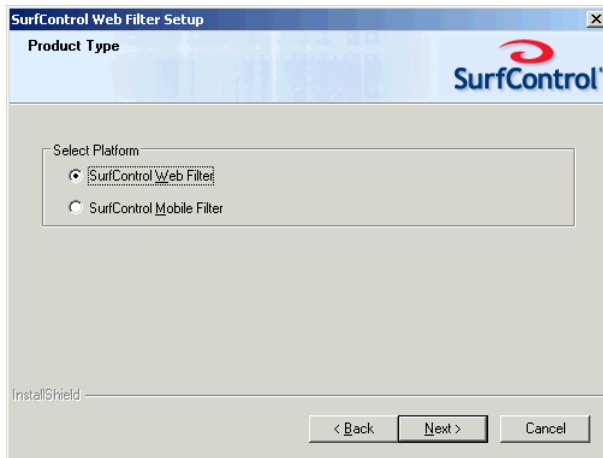 SurfControl Web Filter Setup
Product Type
SurfControl
Select Platform
SurfControl Web Filter
SurfControl Mobile Filter
InstallShield
< Back Next > Cancel